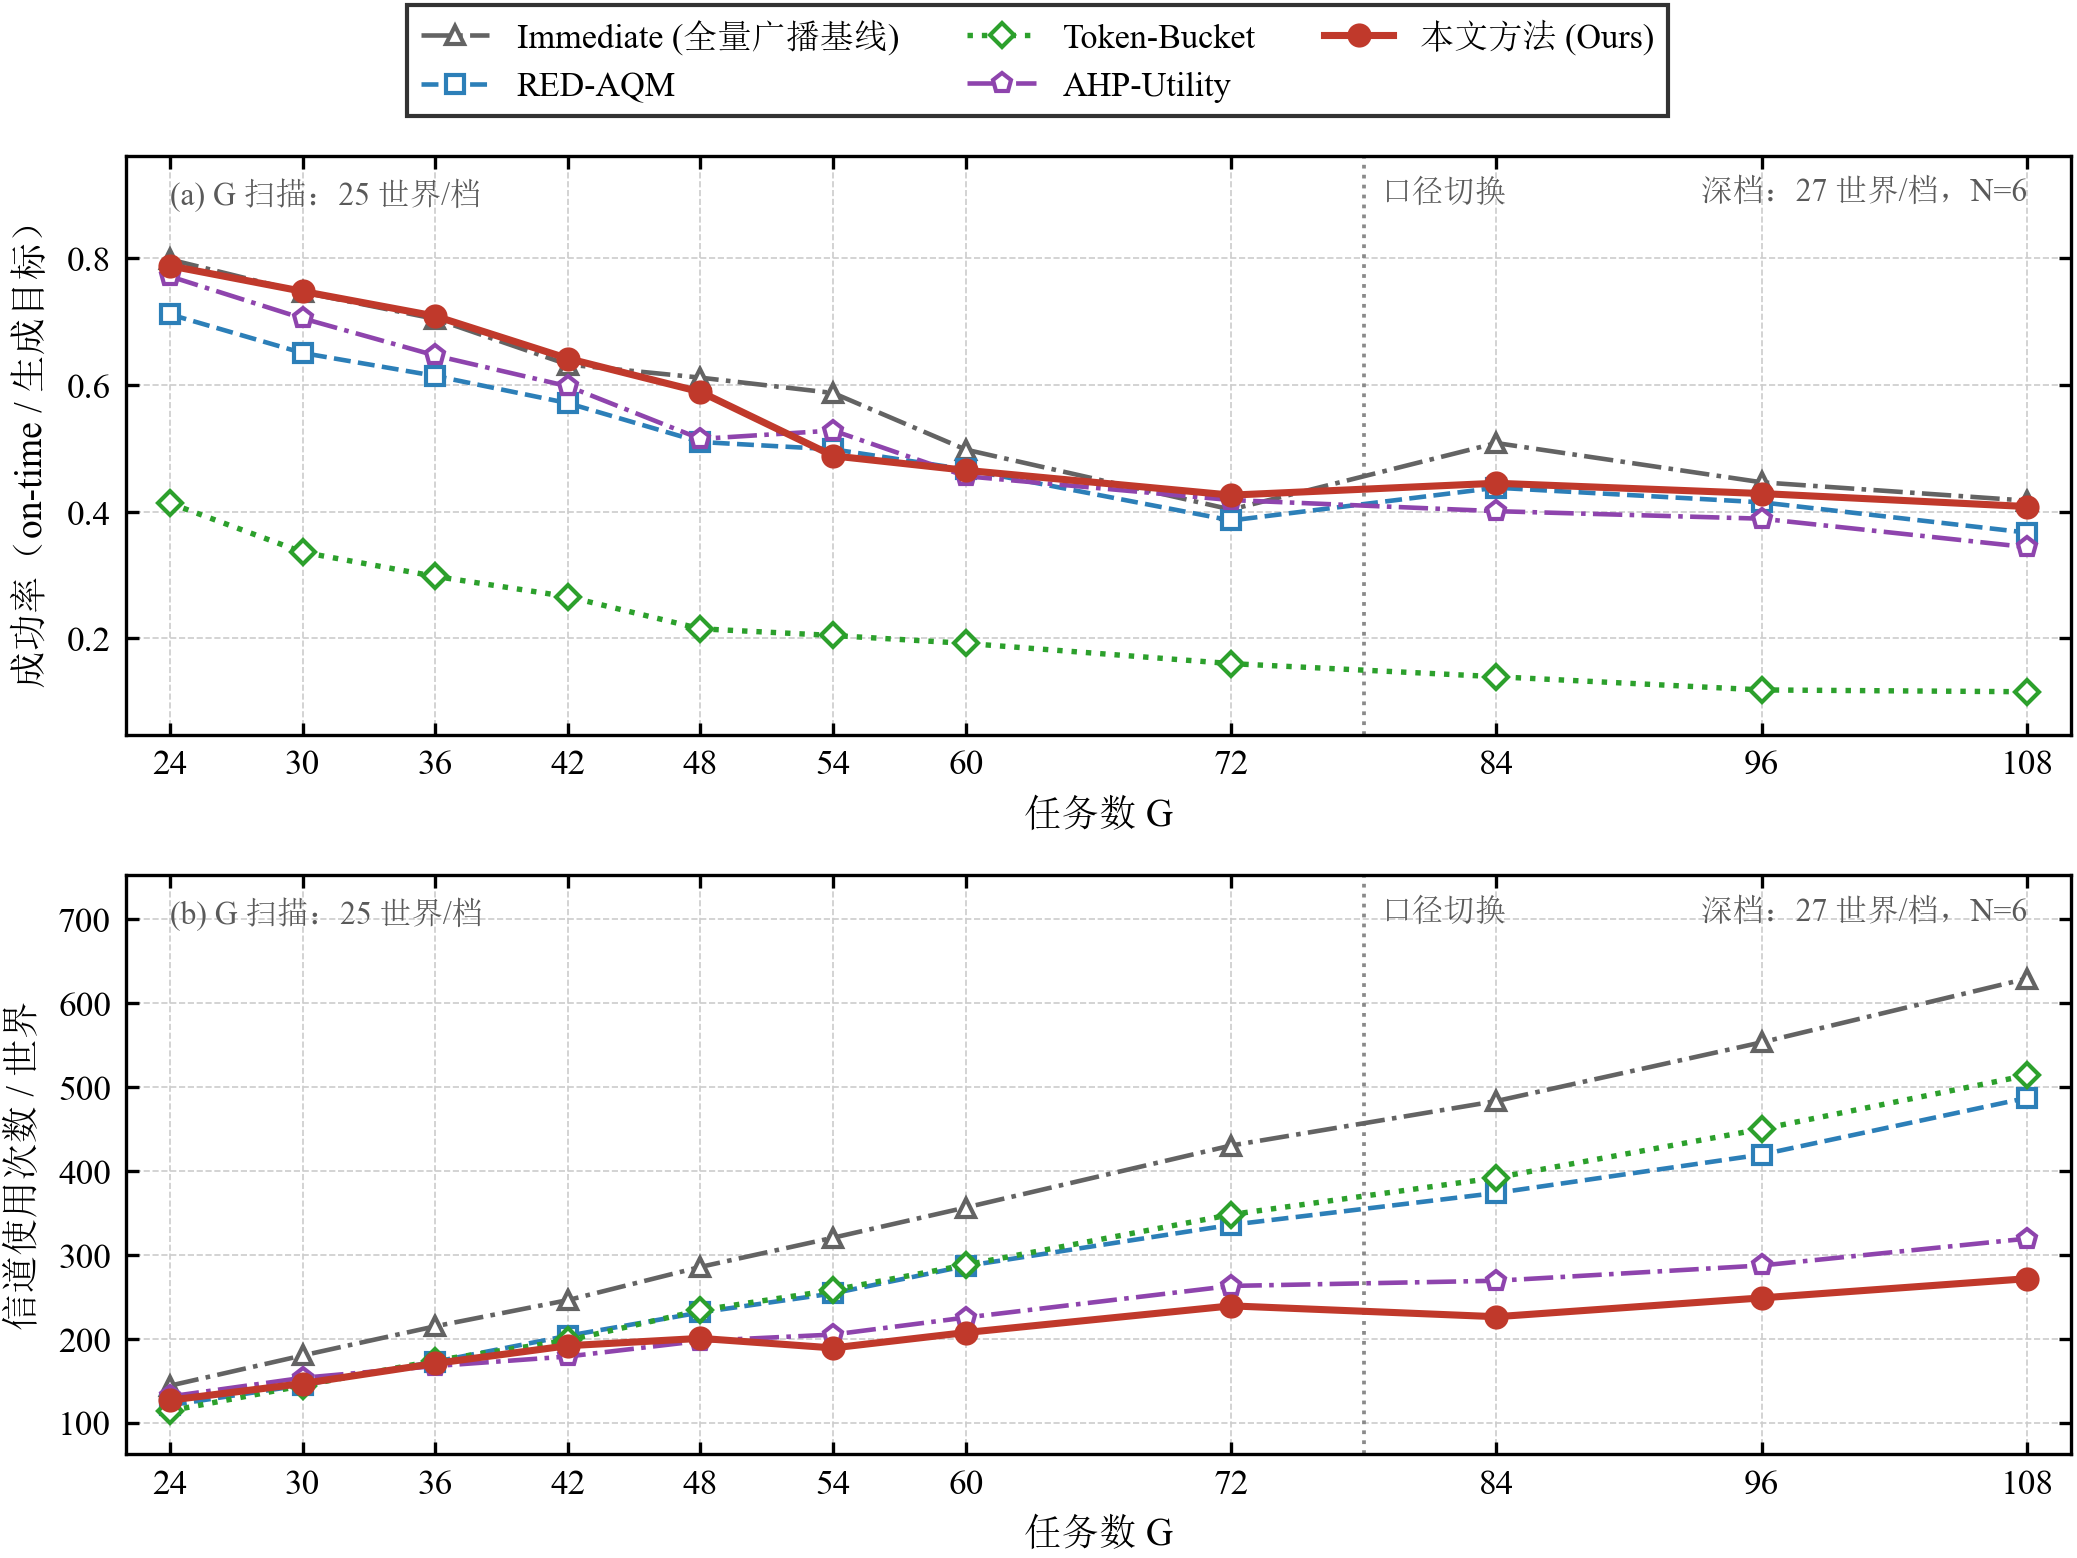 Immediate (全量广播基线)
Token-Bucket
本文方法 (Ours)
RED-AQM
AHP-Utility
(a) G 扫描：25 世界/档
口径切换
深档：27 世界/档，N=6
成功率（on-time / 生成目标）
0.8
0.6
0.4
0.2
24 30 36 42 48 54 60 72 84 96 108
任务数 G
(b) G 扫描：25 世界/档
口径切换
深档：27 世界/档，N=6
信道使用次数 / 世界
700
600
500
400
300
200
100
24 30 36 42 48 54 60 72 84 96 108
任务数 G